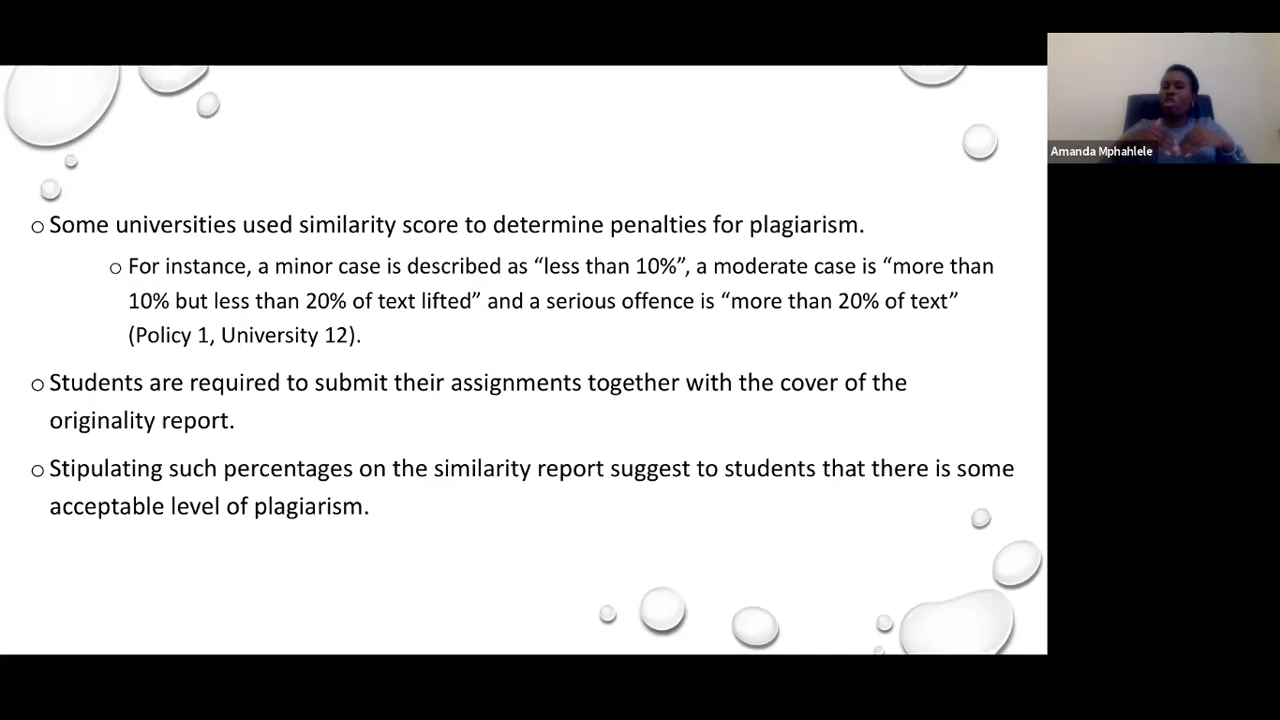 Some universities used similarity score to determine penalties for plagiarism.
For instance, a minor case is described as “less than 10%”, a moderate case is “more than
10% but less than 20% of text lifted” and a serious offence is “more than 20% of text”
(Policy 1, University 12).
Students are required to submit their assignments together with the cover of the
originality report.
Stipulating such percentages on the similarity report suggest to students that there is some
acceptable level of plagiarism.
Amanda Mphahlele